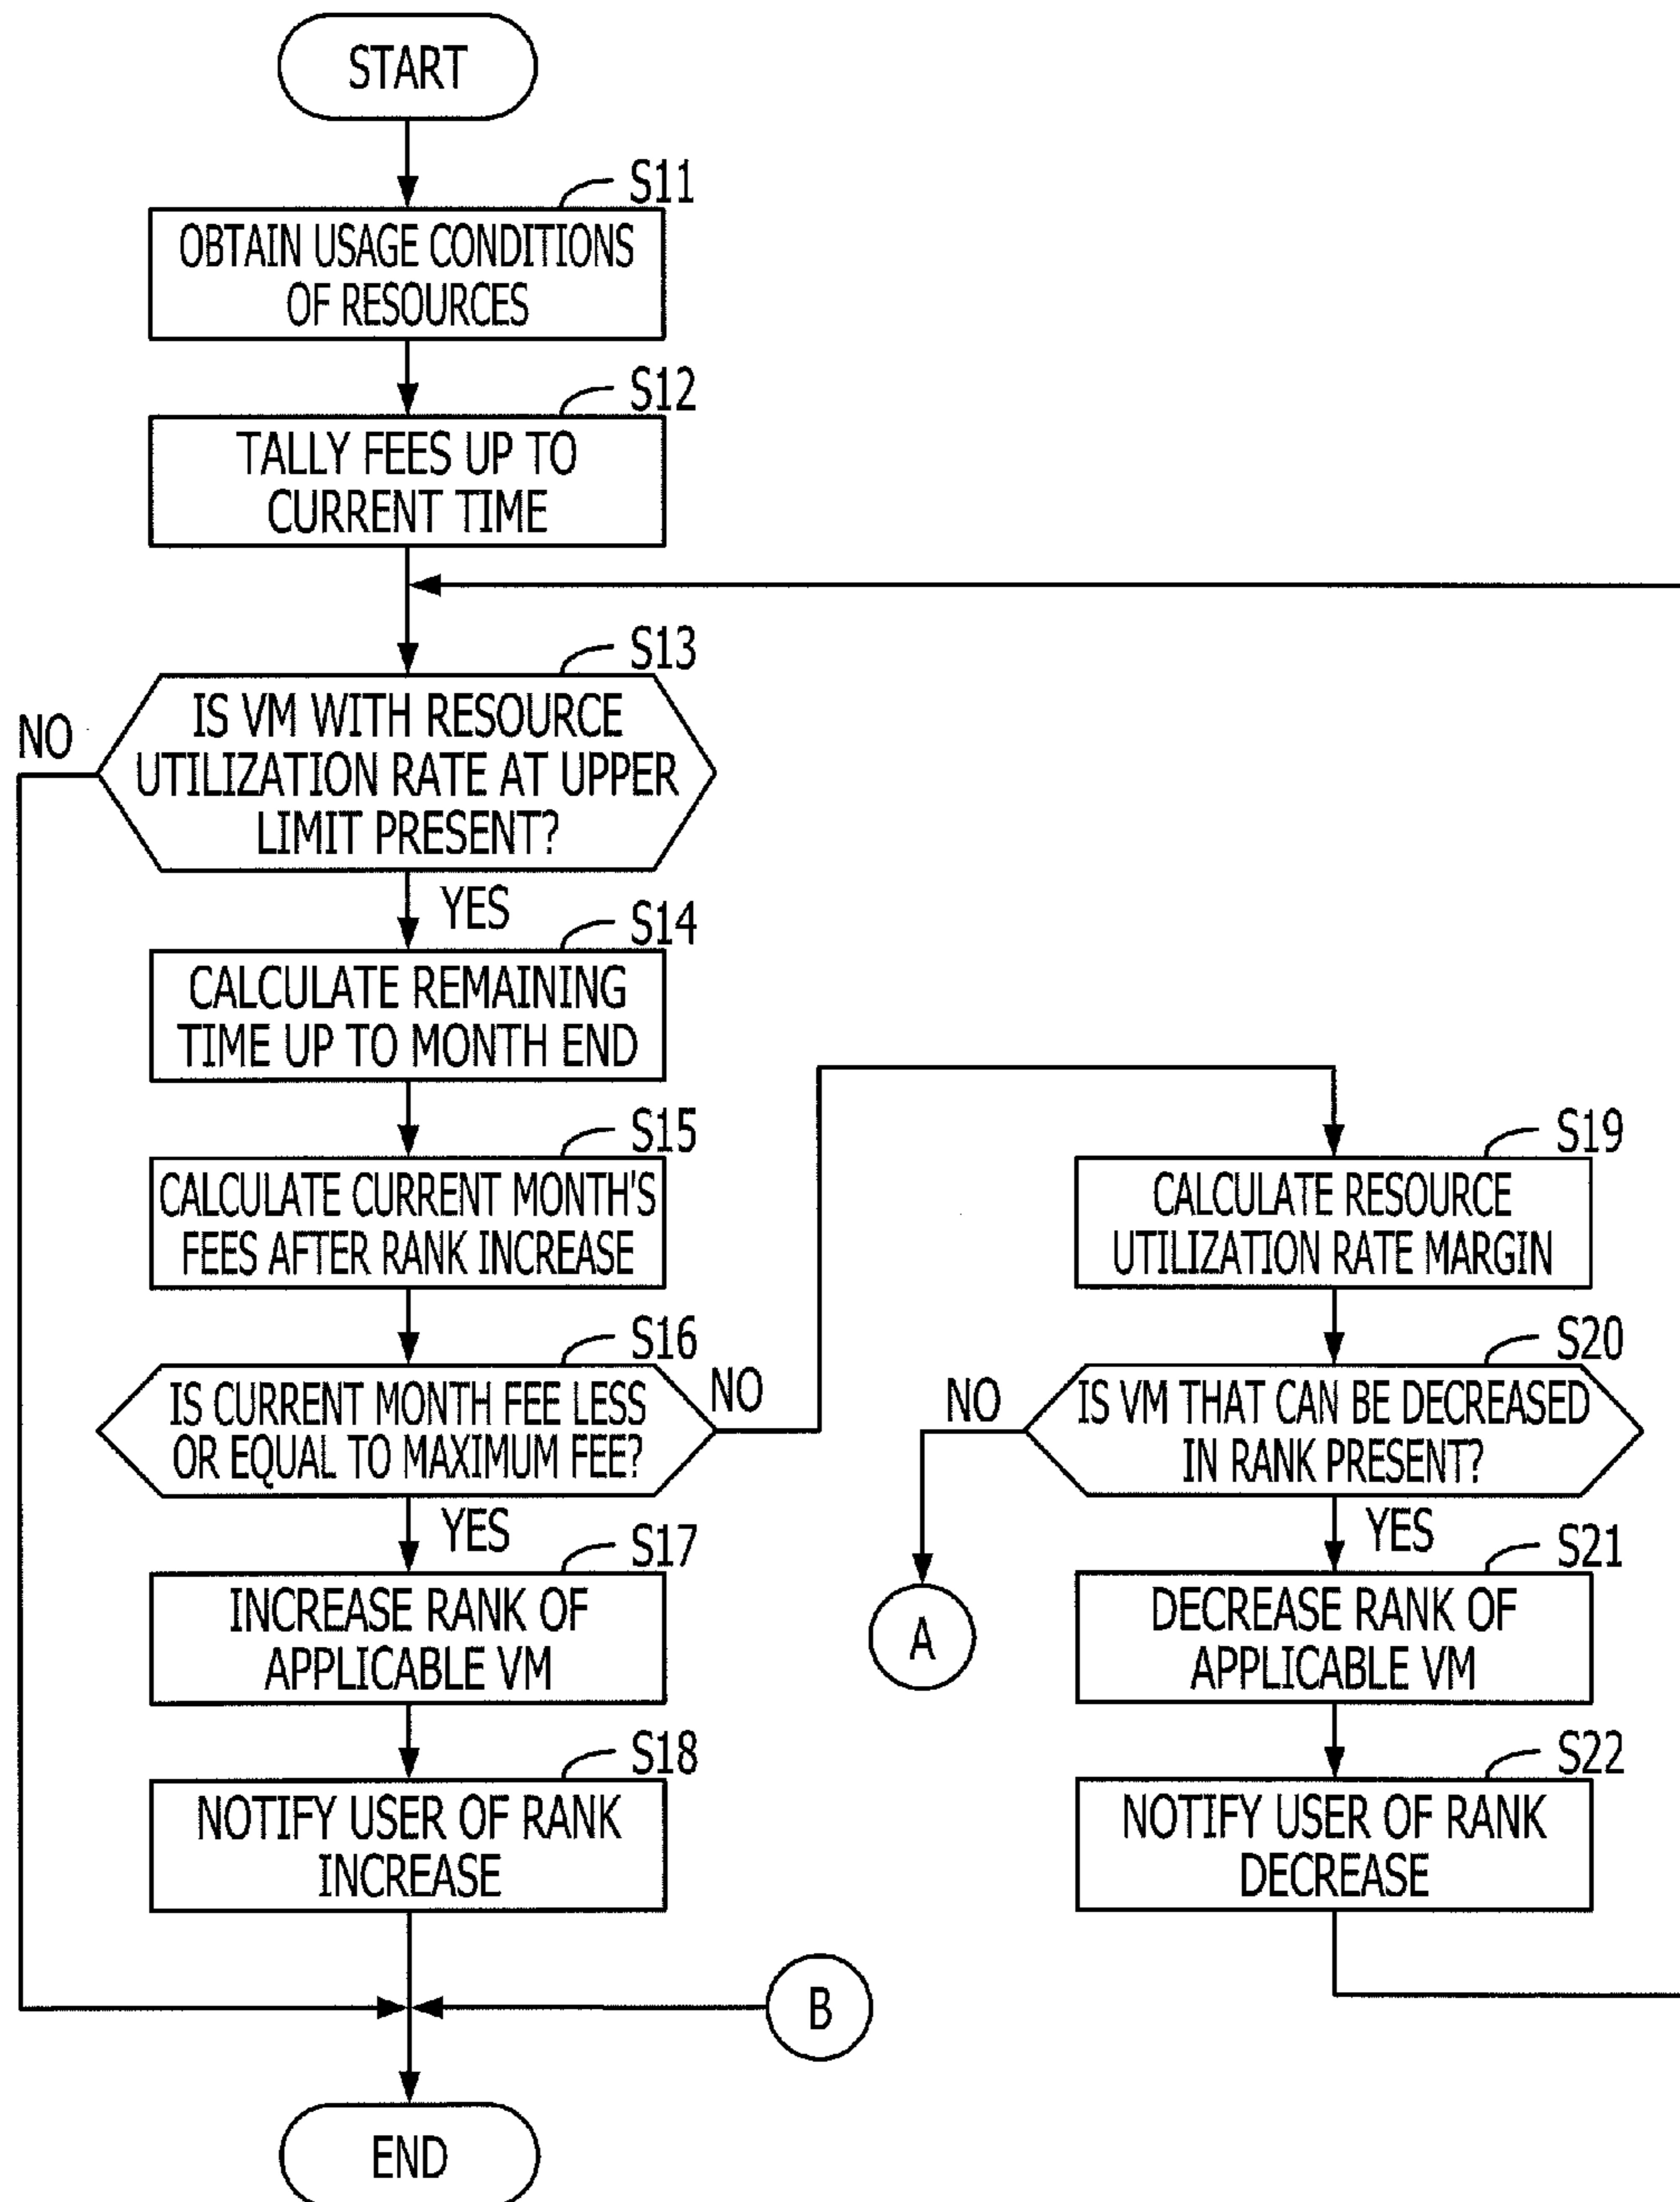 START
S11
OBTAIN USAGE CONDITIONS
OF RESOURCES
S12
TALLY FEES UP TO
CURRENT TIME
S13
IS VM WITH RESOURCE
UTILIZATION RATE AT UPPER
LIMIT PRESENT?
NO
YES
S14
CALCULATE REMAINING
TIME UP TO MONTH END
S15
CALCULATE CURRENT MONTH'S
FEES AFTER RANK INCREASE
S16
IS CURRENT MONTH FEE LESS
OR EQUAL TO MAXIMUM FEE?
NO
YES
S17
INCREASE RANK OF
APPLICABLE VM
S18
NOTIFY USER OF RANK
INCREASE
S19
CALCULATE RESOURCE
UTILIZATION RATE MARGIN
S20
IS VM THAT CAN BE DECREASED
IN RANK PRESENT?
NO
YES
A
S21
DECREASE RANK OF
APPLICABLE VM
S22
NOTIFY USER OF RANK
DECREASE
B
END